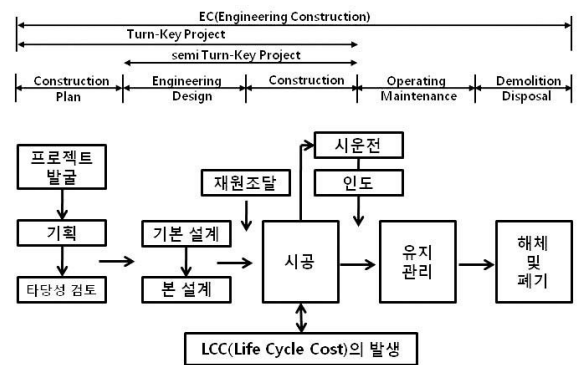 EC(Engineering Construction)
Turn-Key Project
semi Turn-Key Project
Construction
Plan
Engineering
Design
Construction
Operating
Maintenance
Demolition
Disposal
프로젝트
발굴
기획
타당성 검토
기본 설계
본 설계
재원조달
시공
시운전
인도
유지
관리
해체
및
폐기
LCC(Life Cycle Cost)의 발생